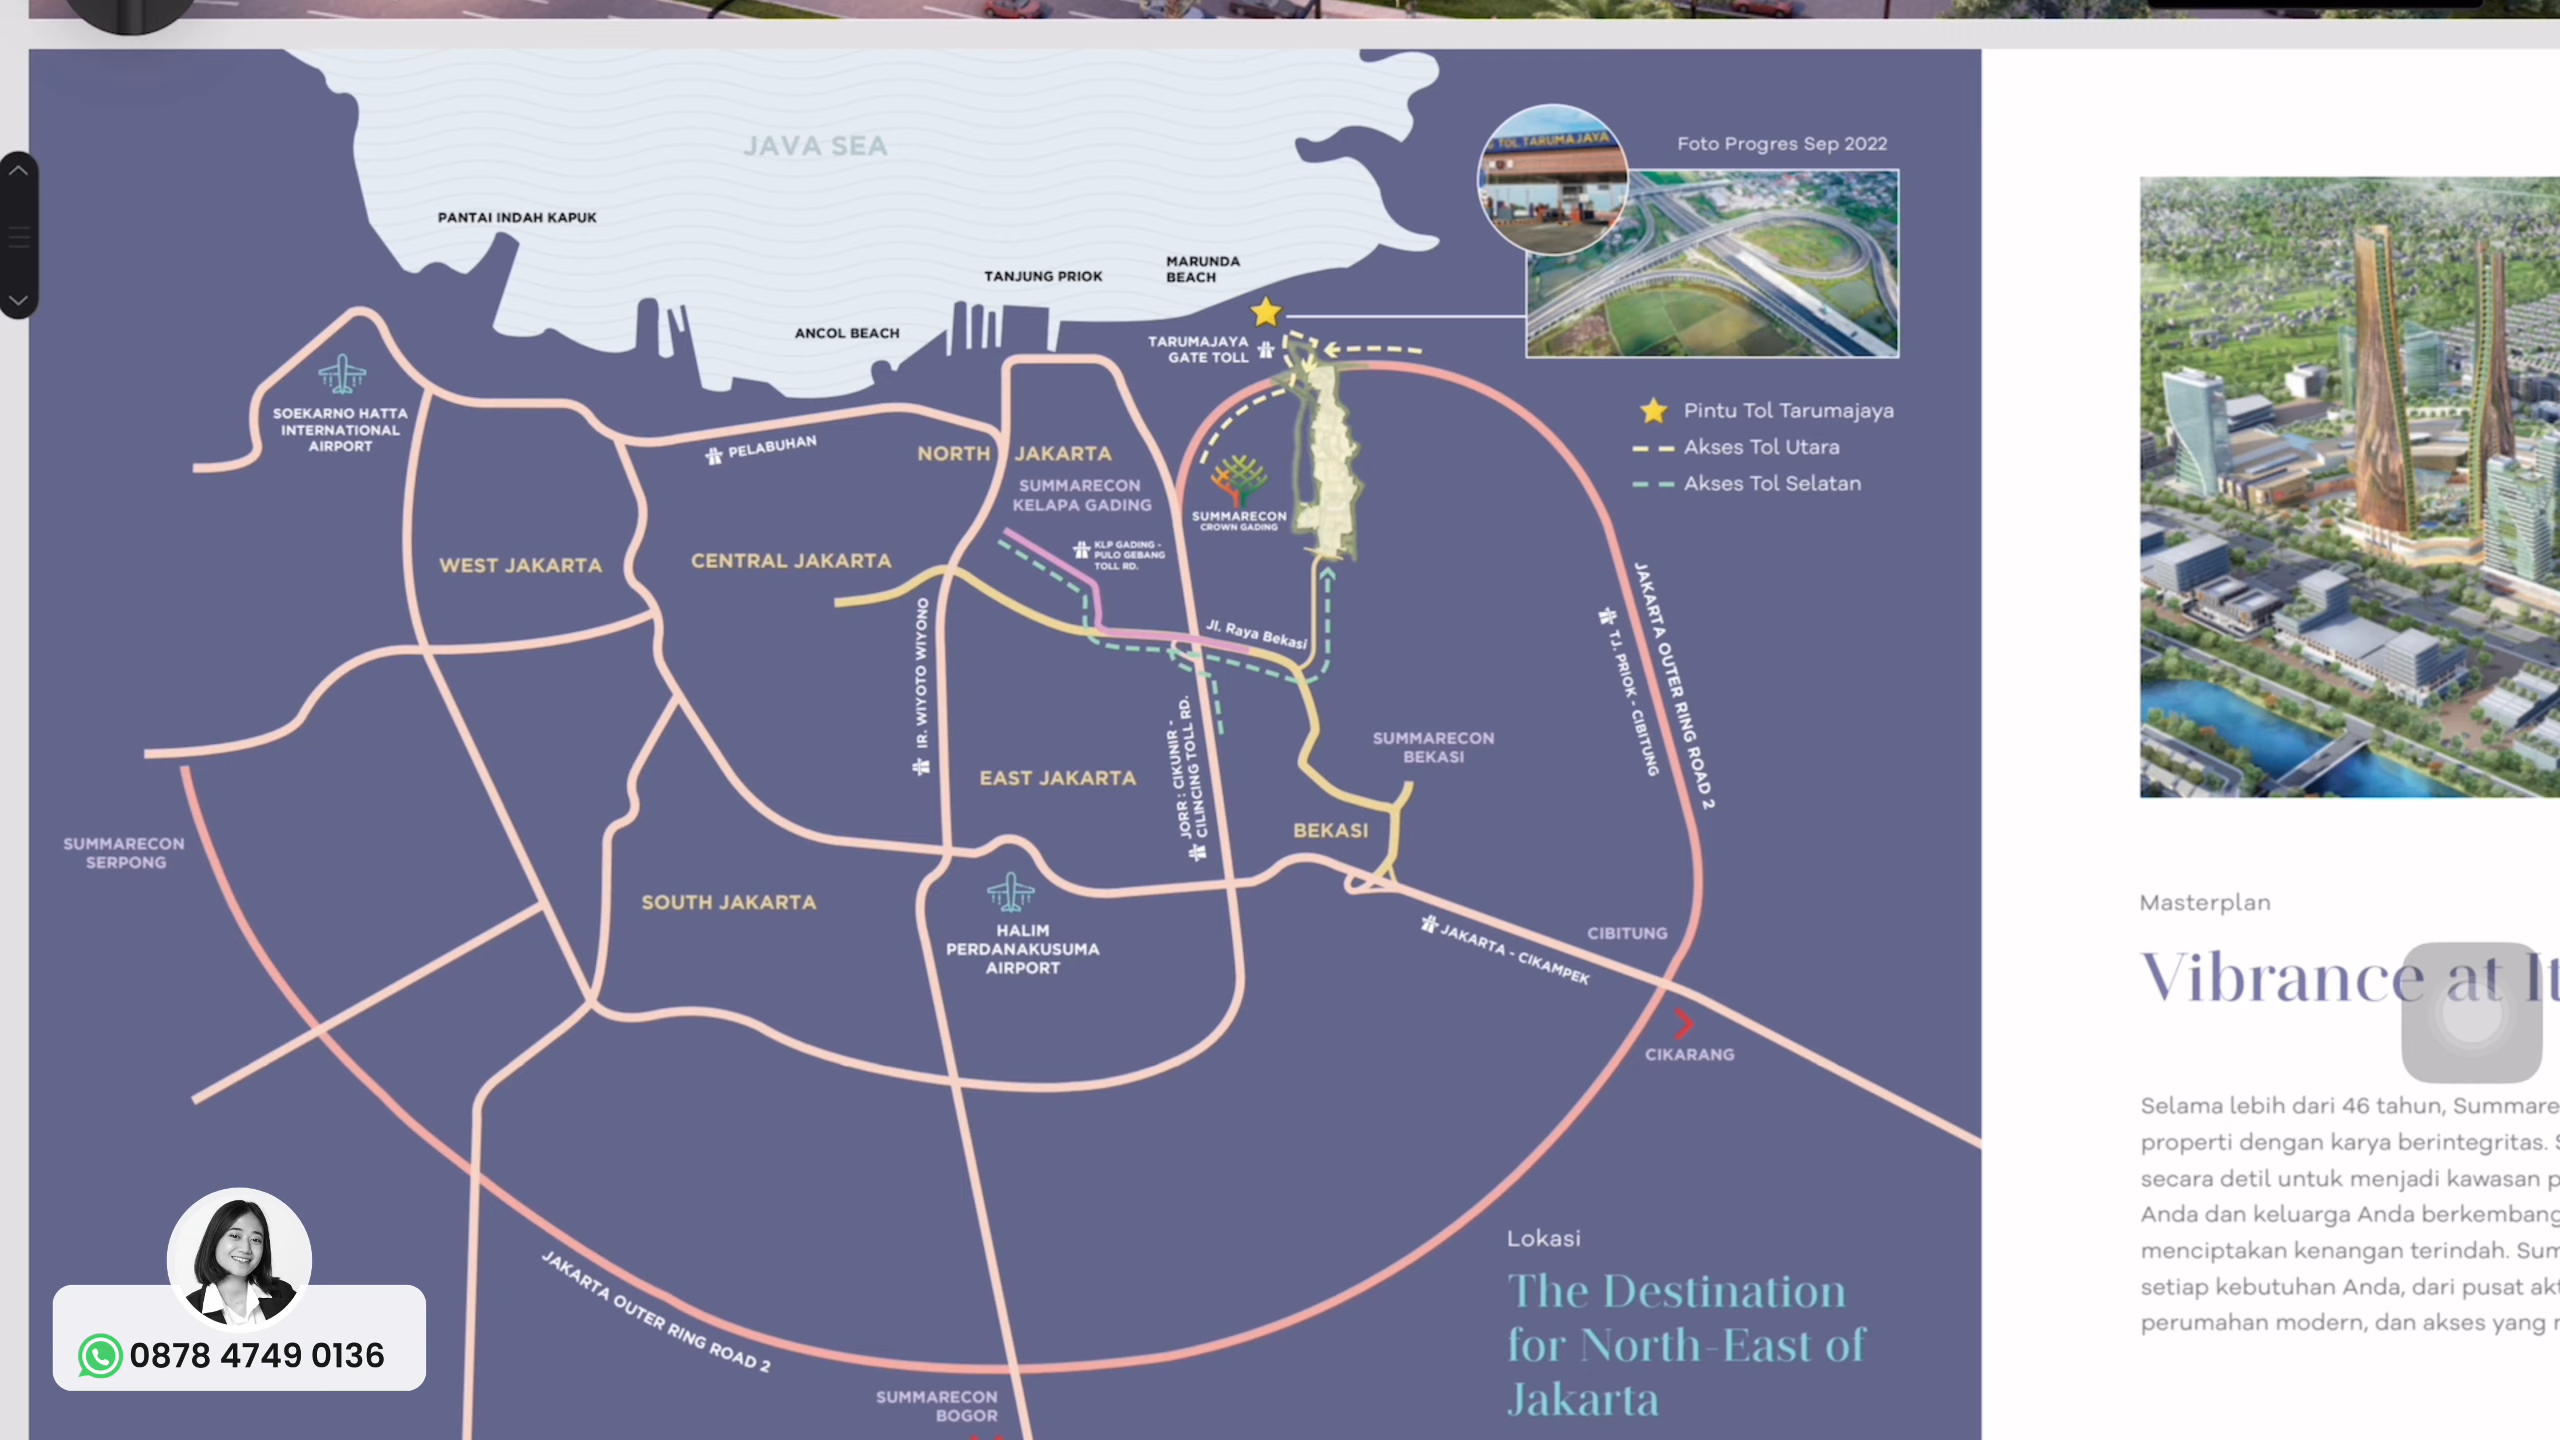 JAVA SEA
Foto Progres Sep 2022
TOL TARUMAJAYA
PANTAI INDAH KAPUK
MARUNDA
BEACH
TANJUNG PRIOK
ANCOL BEACH
TARUMAJAYA
GATE TOLL
SOEKARNO HATTA
INTERNATIONAL
AIRPORT
Pintu Tol Tarumajaya
Akses Tol Utara
Akses Tol Selatan
PELABUHAN
NORTH JAKARTA
SUMMARECON
KELAPA GADING
SUMMARECON
CROWN GADING
KLP GADING -
PULO GEBANG
TOLL RD.
WEST JAKARTA
CENTRAL JAKARTA
IR. WIYOTO WIYONO
Jl. Raya Bekasi
JAKARTA OUTER RING ROAD 2
TJ. PRIOK - CIBITUNG
JORR : CIKUNIR -
CILINCING TOLL RD.
SUMMARECON
BEKASI
EAST JAKARTA
BEKASI
SUMMARECON
SERPONG
SOUTH JAKARTA
HALIM
PERDANAKUSUMA
AIRPORT
JAKARTA - CIKAMPEK
CIBITUNG
CIKARANG
JAKARTA OUTER RING ROAD 2
SUMMARECON
BOGOR
0878 4749 0136
Lokasi
The Destination
for North-East of
Jakarta
Masterplan
Vibrance at It
Selama lebih dari 46 tahun, Summare
properti dengan karya berintegritas. S
secara detil untuk menjadi kawasan p
Anda dan keluarga Anda berkembang
menciptakan kenangan terindah. Sum
setiap kebutuhan Anda, dari pusat akt
perumahan modern, dan akses yang r